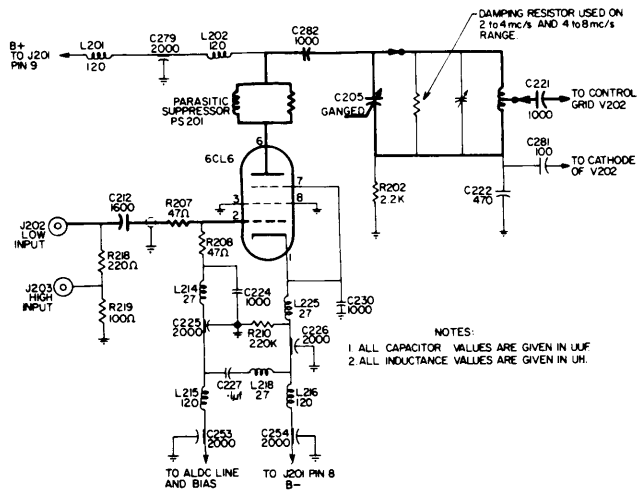 B+
TO J201
PIN 9
L201
120
C279
2000
L202
120
C282
1000
DAMPING RESISTOR USED ON
2 to 4 mc/s AND 4 to 8 mc/s
RANGE.
PARASITIC
SUPPRESSOR
PS 201
C205
GANGED
C221
1000
TO CONTROL
GRID V202
C281
100
TO CATHODE
OF V202
R202
2.2K
C222
470
6
6CL6
7
8
3
2
1
J202
LOW
INPUT
C212
1600
R207
47Ω
R208
47Ω
R218
220Ω
J203
HIGH
INPUT
R219
100Ω
L214
27
C224
1000
L225
27
C230
1000
C225
2000
R210
220K
C226
2000
C227
.1uf
L218
27
L215
120
L216
120
C253
2000
C254
2000
TO ALDC LINE
AND BIAS
TO J201 PIN 8
B-
NOTES:
1. ALL CAPACITOR VALUES ARE GIVEN IN UUF.
2. ALL INDUCTANCE VALUES ARE GIVEN IN UH.